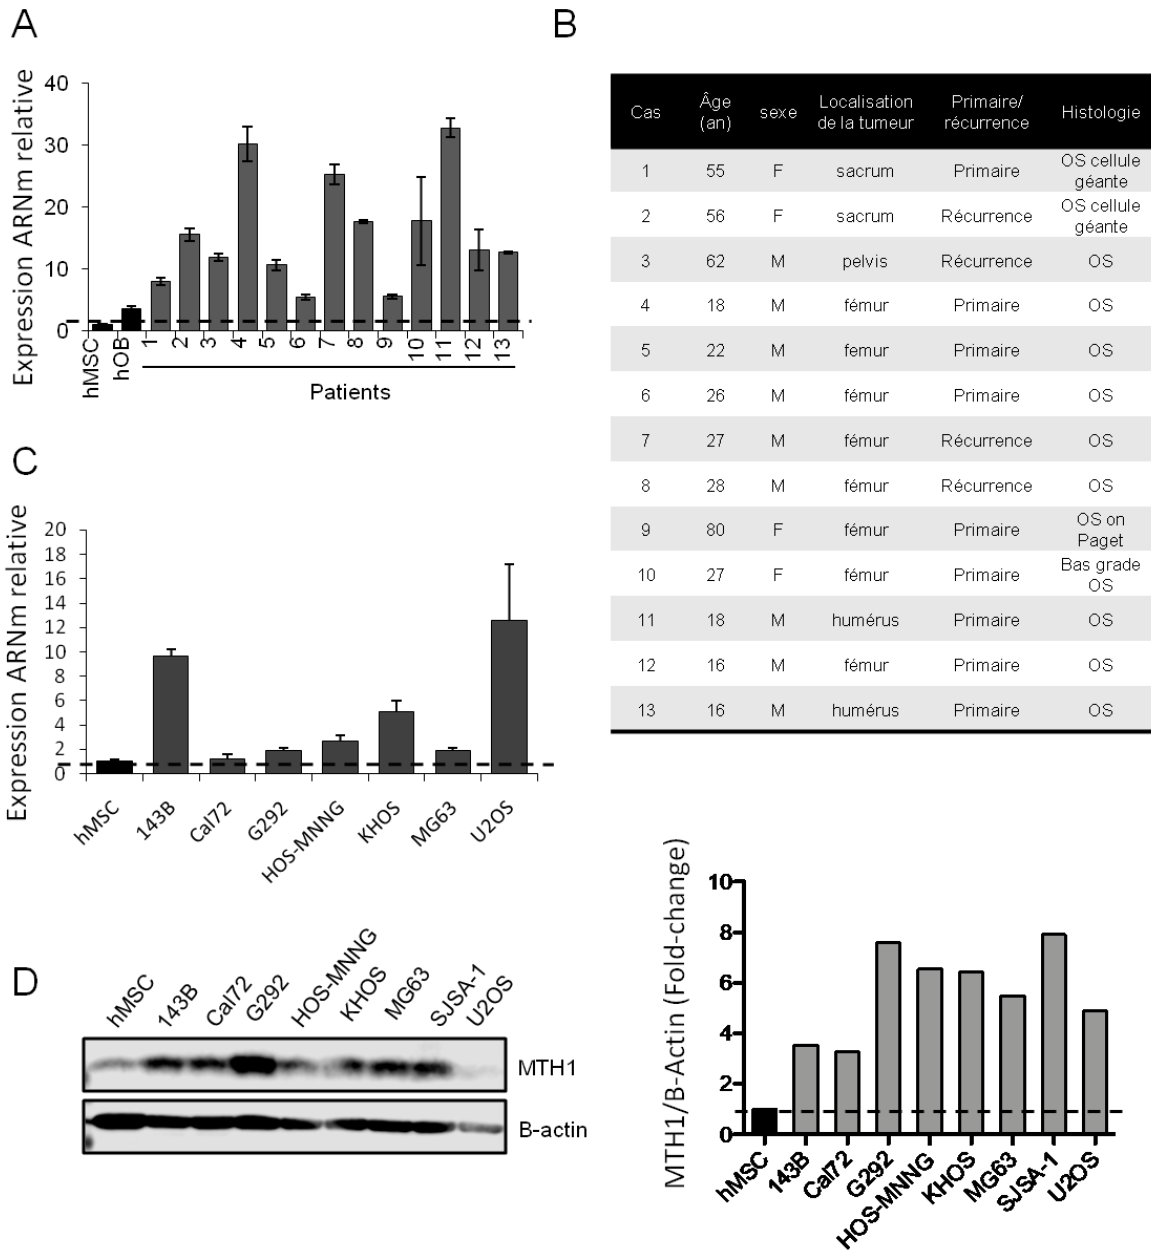 A
Expression ARNm relative
40
30
20
10
0
hMSC
hOB
1
2
3
4
5
6
7
8
9
10
11
12
13
Patients
B
Cas Âge (an) sexe Localisation de la tumeur Primaire/ récurrence Histologie
1 55 F sacrum Primaire OS cellule géante
2 56 F sacrum Récurrence OS cellule géante
3 62 M pelvis Récurrence OS
4 18 M fémur Primaire OS
5 22 M femur Primaire OS
6 26 M fémur Primaire OS
7 27 M fémur Récurrence OS
8 28 M fémur Récurrence OS
9 80 F fémur Primaire OS on Paget
10 27 F fémur Primaire Bas grade OS
11 18 M humérus Primaire OS
12 16 M fémur Primaire OS
13 16 M humérus Primaire OS
C
Expression ARNm relative
20
18
16
14
12
10
8
6
4
2
0
hMSC
143B
Cal72
G292
HOS-MNNG
KHOS
MG63
U2OS
D
hMSC
143B
Cal72
G292
HOS-MNNG
KHOS
MG63
SJSA-1
U2OS
MTH1
B-actin
MTH1/B-Actin (Fold-change)
10
8
6
4
2
0
hMSC
143B
Cal72
G292
HOS-MNNG
KHOS
MG63
SJSA-1
U2OS